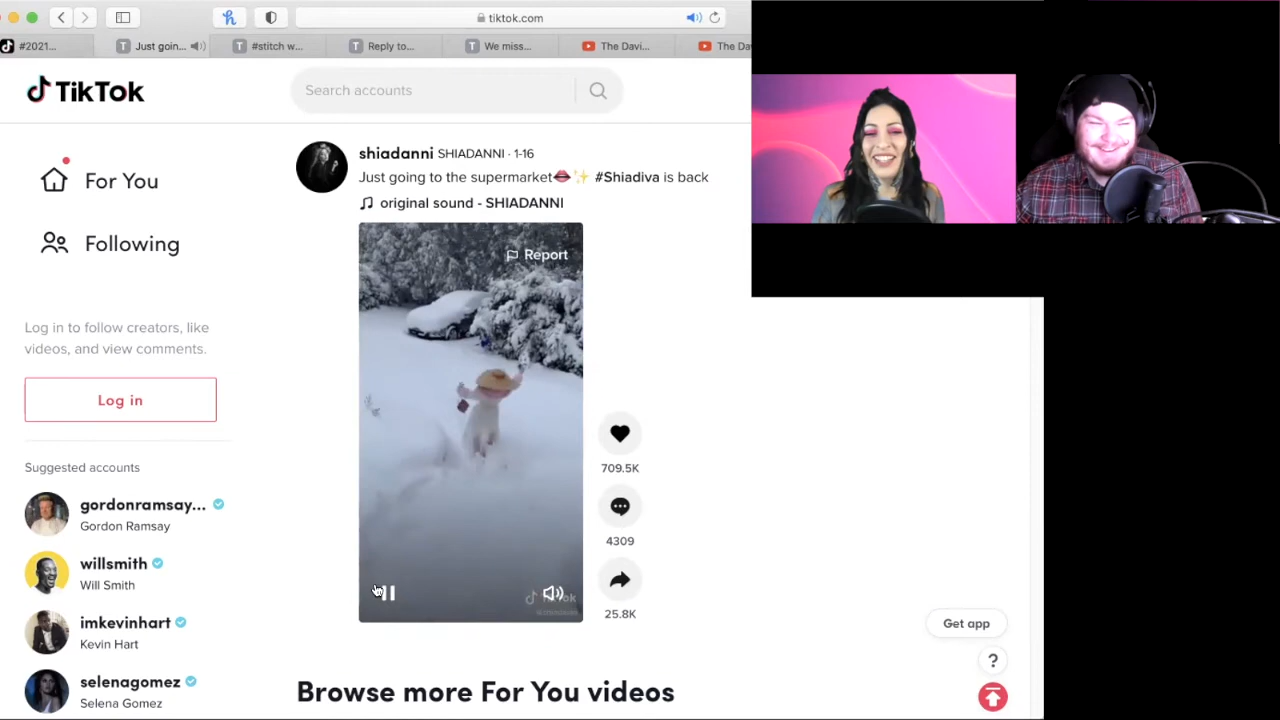 tiktok.com
#2021...
Just goin...
#stitch w...
Reply to...
We miss...
The Davi...
The Da
TikTok
Search accounts
For You
Following
Log in to follow creators, like
videos, and view comments.
Log in
Suggested accounts
gordonramsay...
Gordon Ramsay
willsmith
Will Smith
imkevinhart
Kevin Hart
selenagomez
Selena Gomez
shiadanni SHIADANNI · 1-16
Just going to the supermarket👄✨ #Shiadiva is back
original sound - SHIADANNI
Report
709.5K
4309
25.8K
Get app
?
Browse more For You videos